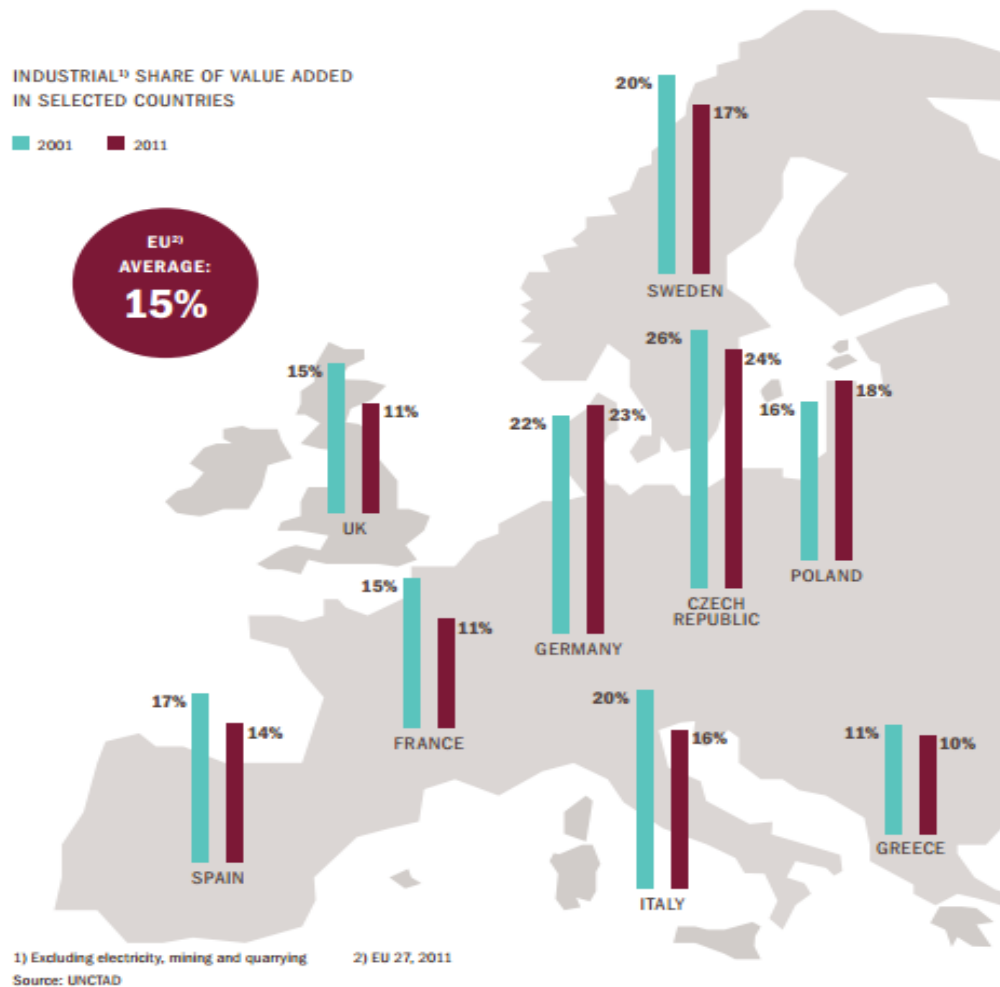 INDUSTRIAL¹⁾ SHARE OF VALUE ADDED
IN SELECTED COUNTRIES
2001 2011
EU²⁾
AVERAGE:
15%
20%
17%
SWEDEN
26%
24%
CZECH
REPUBLIC
16%
18%
POLAND
15%
11%
UK
22%
23%
GERMANY
15%
11%
FRANCE
17%
14%
SPAIN
20%
16%
ITALY
11%
10%
GREECE
1) Excluding electricity, mining and quarrying 2) EU 27, 2011
Source: UNCTAD